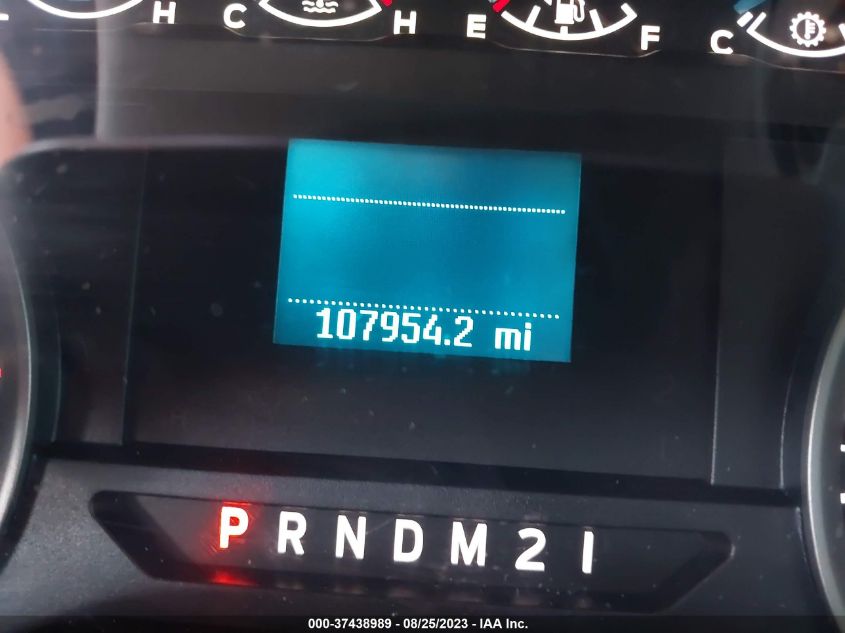 H C H E F C
107954.2 mi
P R N D M 2 1
000-37438989 - 08/25/2023 - IAA Inc.